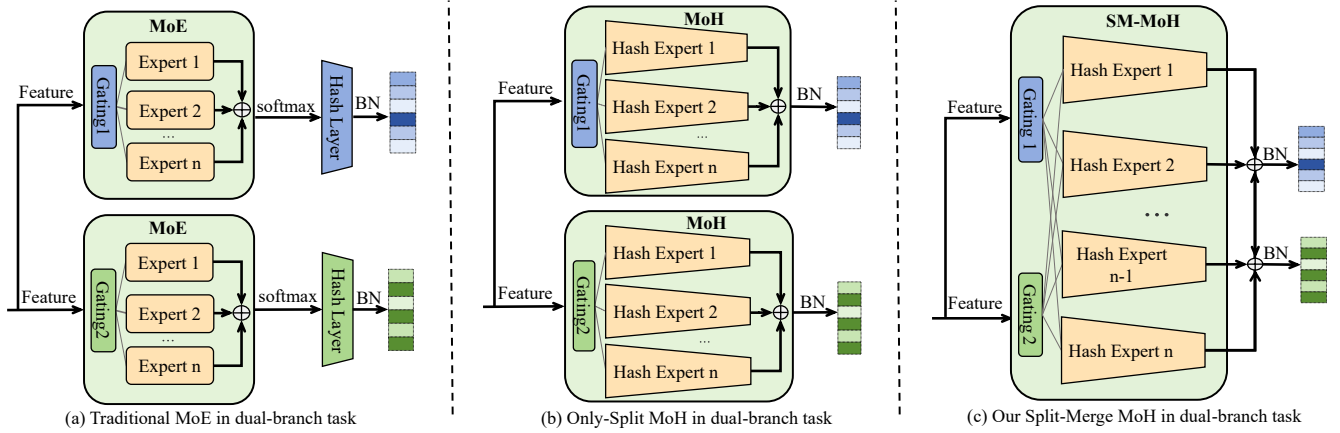 MoE
Gating1
Expert 1
Expert 2
...
Expert n
Feature
softmax
Hash Layer
BN
MoE
Gating2
Expert 1
Expert 2
...
Expert n
Feature
softmax
Hash Layer
BN
(a) Traditional MoE in dual-branch task
MoH
Gating1
Hash Expert 1
Hash Expert 2
...
Hash Expert n
Feature
BN
MoH
Gating2
Hash Expert 1
Hash Expert 2
...
Hash Expert n
Feature
BN
(b) Only-Split MoH in dual-branch task
SM-MoH
Feature
Gating 1
Hash Expert 1
Hash Expert 2
...
Hash Expert
n-1
Hash Expert n
Feature
Gating 2
BN
BN
(c) Our Split-Merge MoH in dual-branch task